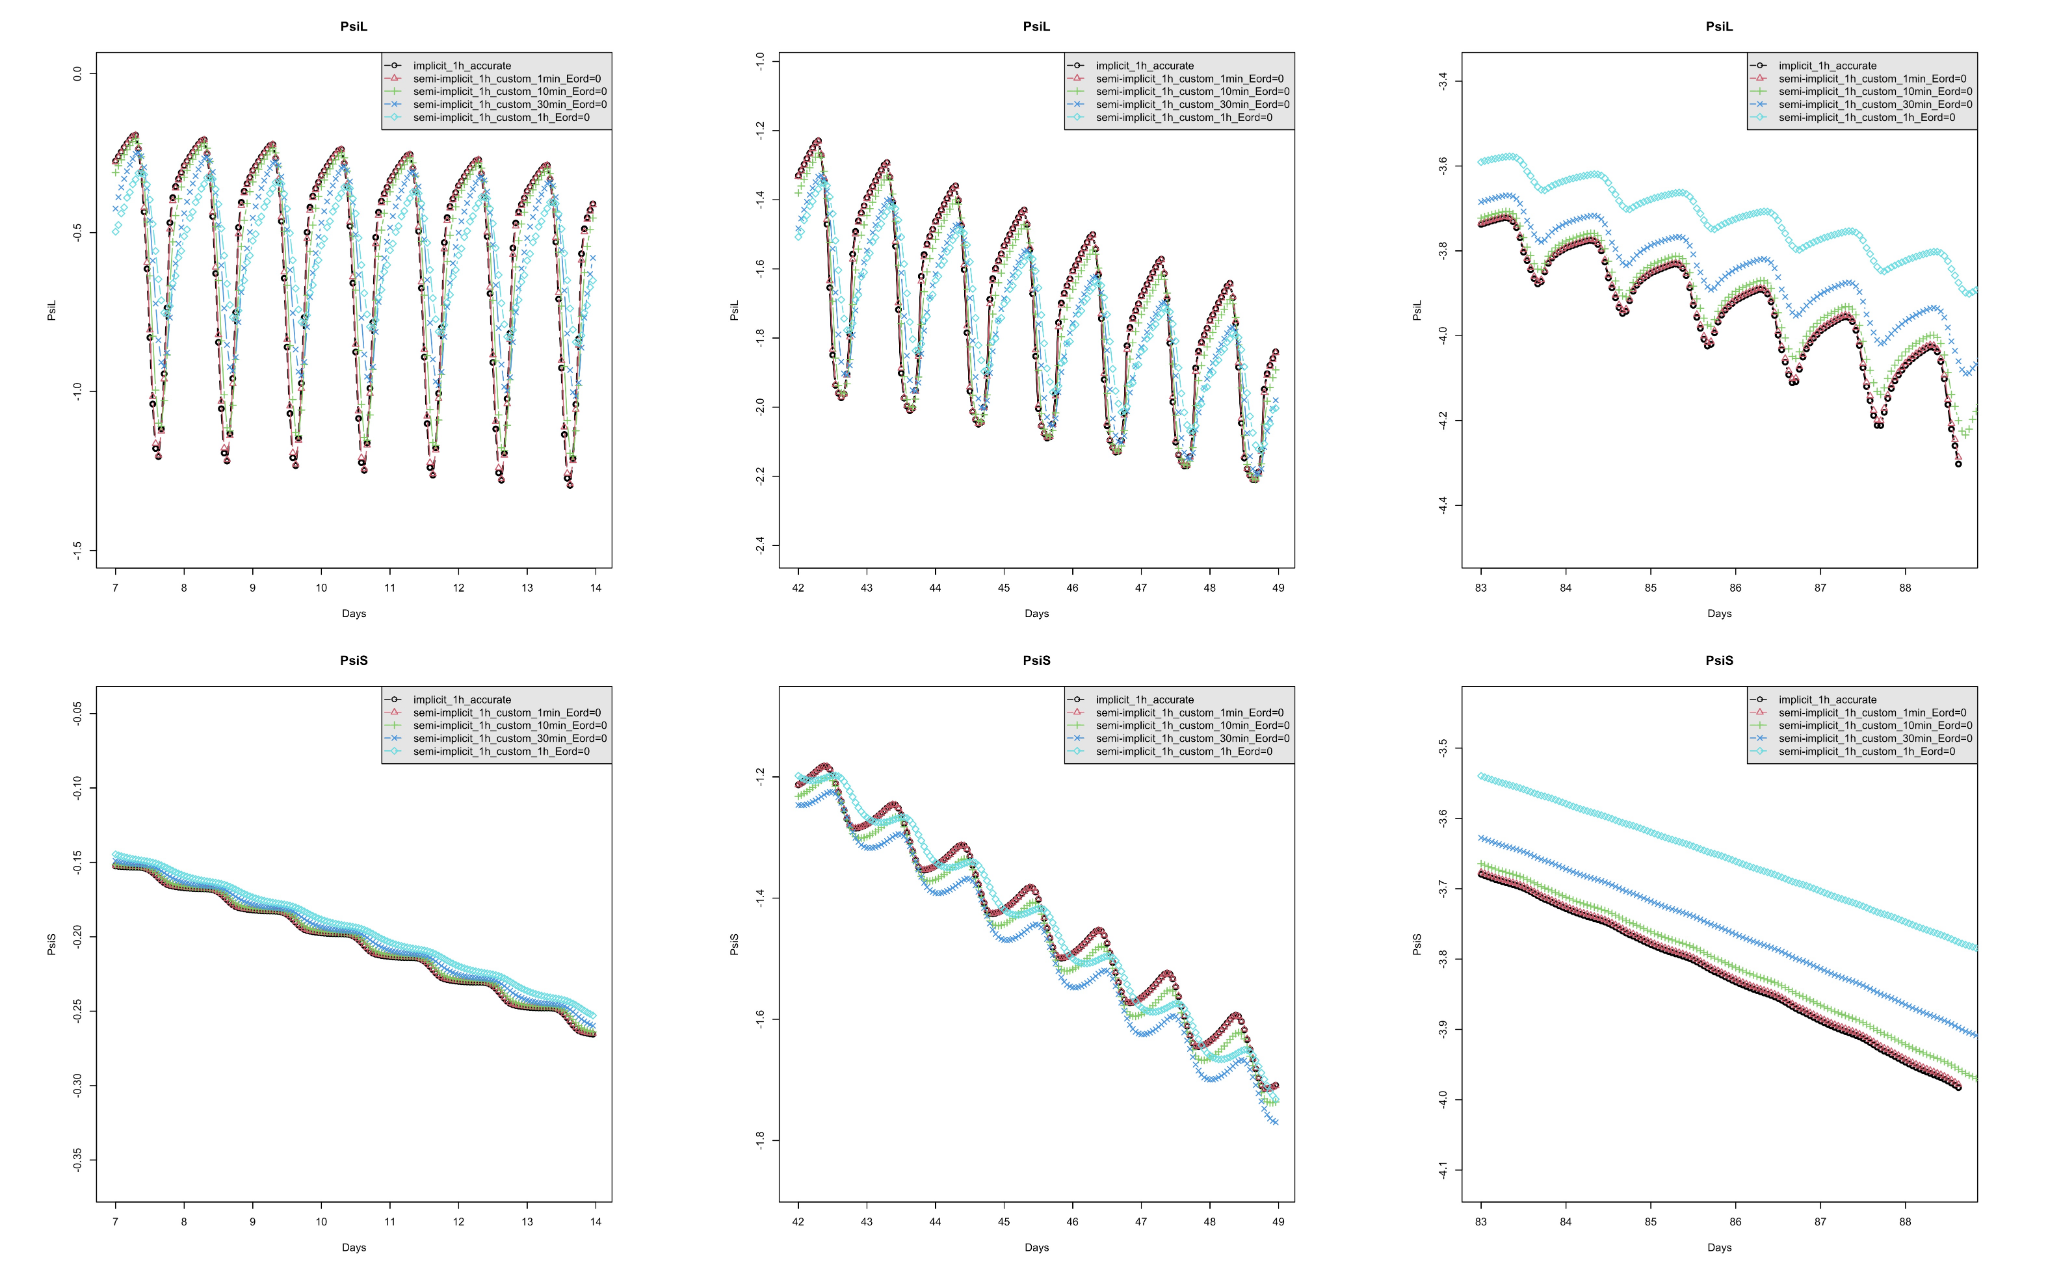 PsiL
implicit_1h_accurate
semi-implicit_1h_custom_1min_Eord=0
semi-implicit_1h_custom_10min_Eord=0
semi-implicit_1h_custom_30min_Eord=0
semi-implicit_1h_custom_1h_Eord=0
0.0
-0.5
-1.0
-1.5
PsiL
7 8 9 10 11 12 13 14
Days
PsiL
implicit_1h_accurate
semi-implicit_1h_custom_1min_Eord=0
semi-implicit_1h_custom_10min_Eord=0
semi-implicit_1h_custom_30min_Eord=0
semi-implicit_1h_custom_1h_Eord=0
-1.0
-1.2
-1.4
-1.6
-1.8
-2.0
-2.2
-2.4
PsiL
42 43 44 45 46 47 48 49
Days
PsiL
implicit_1h_accurate
semi-implicit_1h_custom_1min_Eord=0
semi-implicit_1h_custom_10min_Eord=0
semi-implicit_1h_custom_30min_Eord=0
semi-implicit_1h_custom_1h_Eord=0
-3.4
-3.6
-3.8
-4.0
-4.2
-4.4
PsiL
83 84 85 86 87 88
Days
PsiS
implicit_1h_accurate
semi-implicit_1h_custom_1min_Eord=0
semi-implicit_1h_custom_10min_Eord=0
semi-implicit_1h_custom_30min_Eord=0
semi-implicit_1h_custom_1h_Eord=0
-0.05
-0.10
-0.15
-0.20
-0.25
-0.30
-0.35
PsiS
7 8 9 10 11 12 13 14
Days
PsiS
implicit_1h_accurate
semi-implicit_1h_custom_1min_Eord=0
semi-implicit_1h_custom_10min_Eord=0
semi-implicit_1h_custom_30min_Eord=0
semi-implicit_1h_custom_1h_Eord=0
-1.2
-1.4
-1.6
-1.8
PsiS
42 43 44 45 46 47 48 49
Days
PsiS
implicit_1h_accurate
semi-implicit_1h_custom_1min_Eord=0
semi-implicit_1h_custom_10min_Eord=0
semi-implicit_1h_custom_30min_Eord=0
semi-implicit_1h_custom_1h_Eord=0
-3.5
-3.6
-3.7
-3.8
-3.9
-4.0
-4.1
PsiS
83 84 85 86 87 88
Days